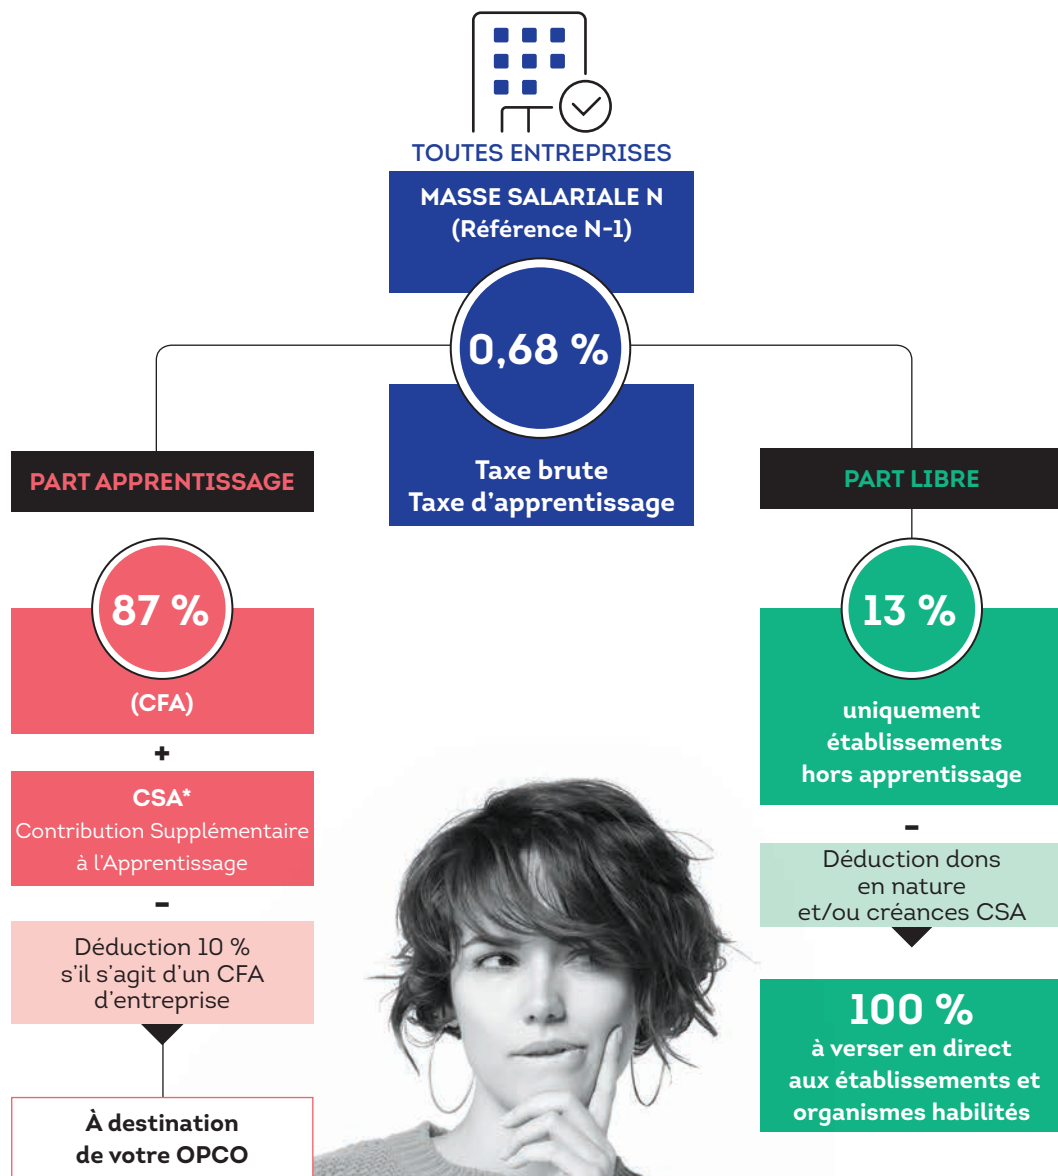 TOUTES ENTREPRISES
MASSE SALARIALE N
(Référence N-1)
0,68 %
Taxe brute
Taxe d'apprentissage
PART APPRENTISSAGE
87 %
(CFA)
+
CSA*
Contribution Supplémentaire
à l'Apprentissage
-
Déduction 10 %
s'il s'agit d'un CFA
d'entreprise
À destination
de votre OPCO
PART LIBRE
13 %
uniquement
établissements
hors apprentissage
-
Déduction dons
en nature
et/ou créances CSA
100 %
à verser en direct
aux établissements et
organismes habilités